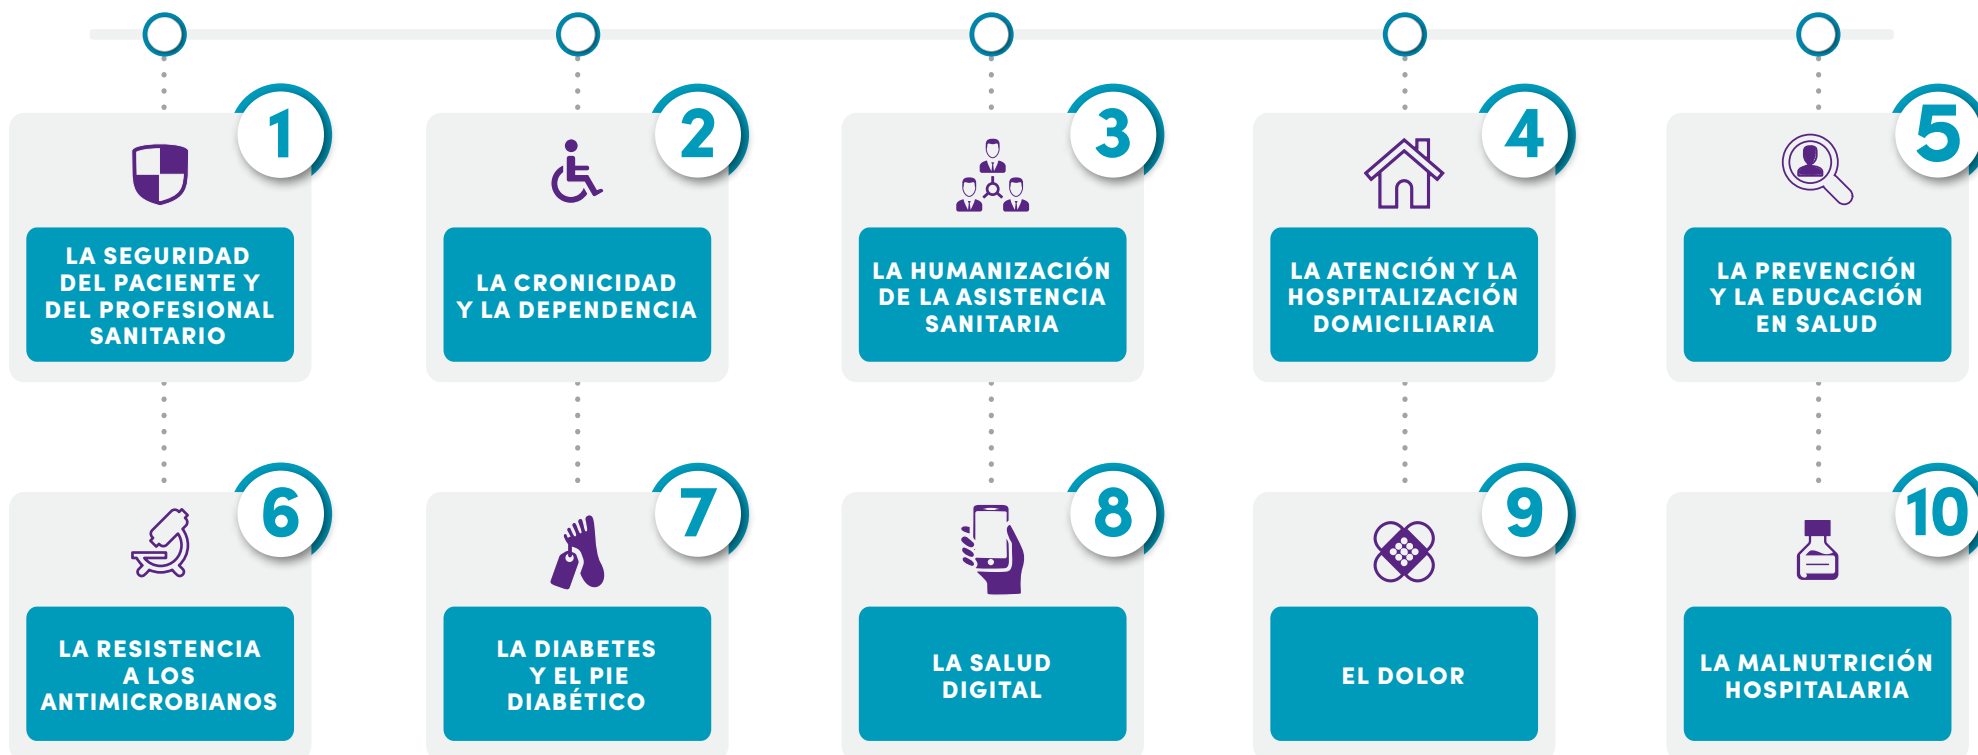 1
LA SEGURIDAD
DEL PACIENTE Y
DEL PROFESIONAL
SANITARIO
2
LA CRONICIDAD
Y LA DEPENDENCIA
3
LA HUMANIZACIÓN
DE LA ASISTENCIA
SANITARIA
4
LA ATENCIÓN Y LA
HOSPITALIZACIÓN
DOMICILIARIA
5
LA PREVENCIÓN
Y LA EDUCACIÓN
EN SALUD
6
LA RESISTENCIA
A LOS
ANTIMICROBIANOS
7
LA DIABETES
Y EL PIE
DIABÉTICO
8
LA SALUD
DIGITAL
9
EL DOLOR
10
LA MALNUTRICIÓN
HOSPITALARIA